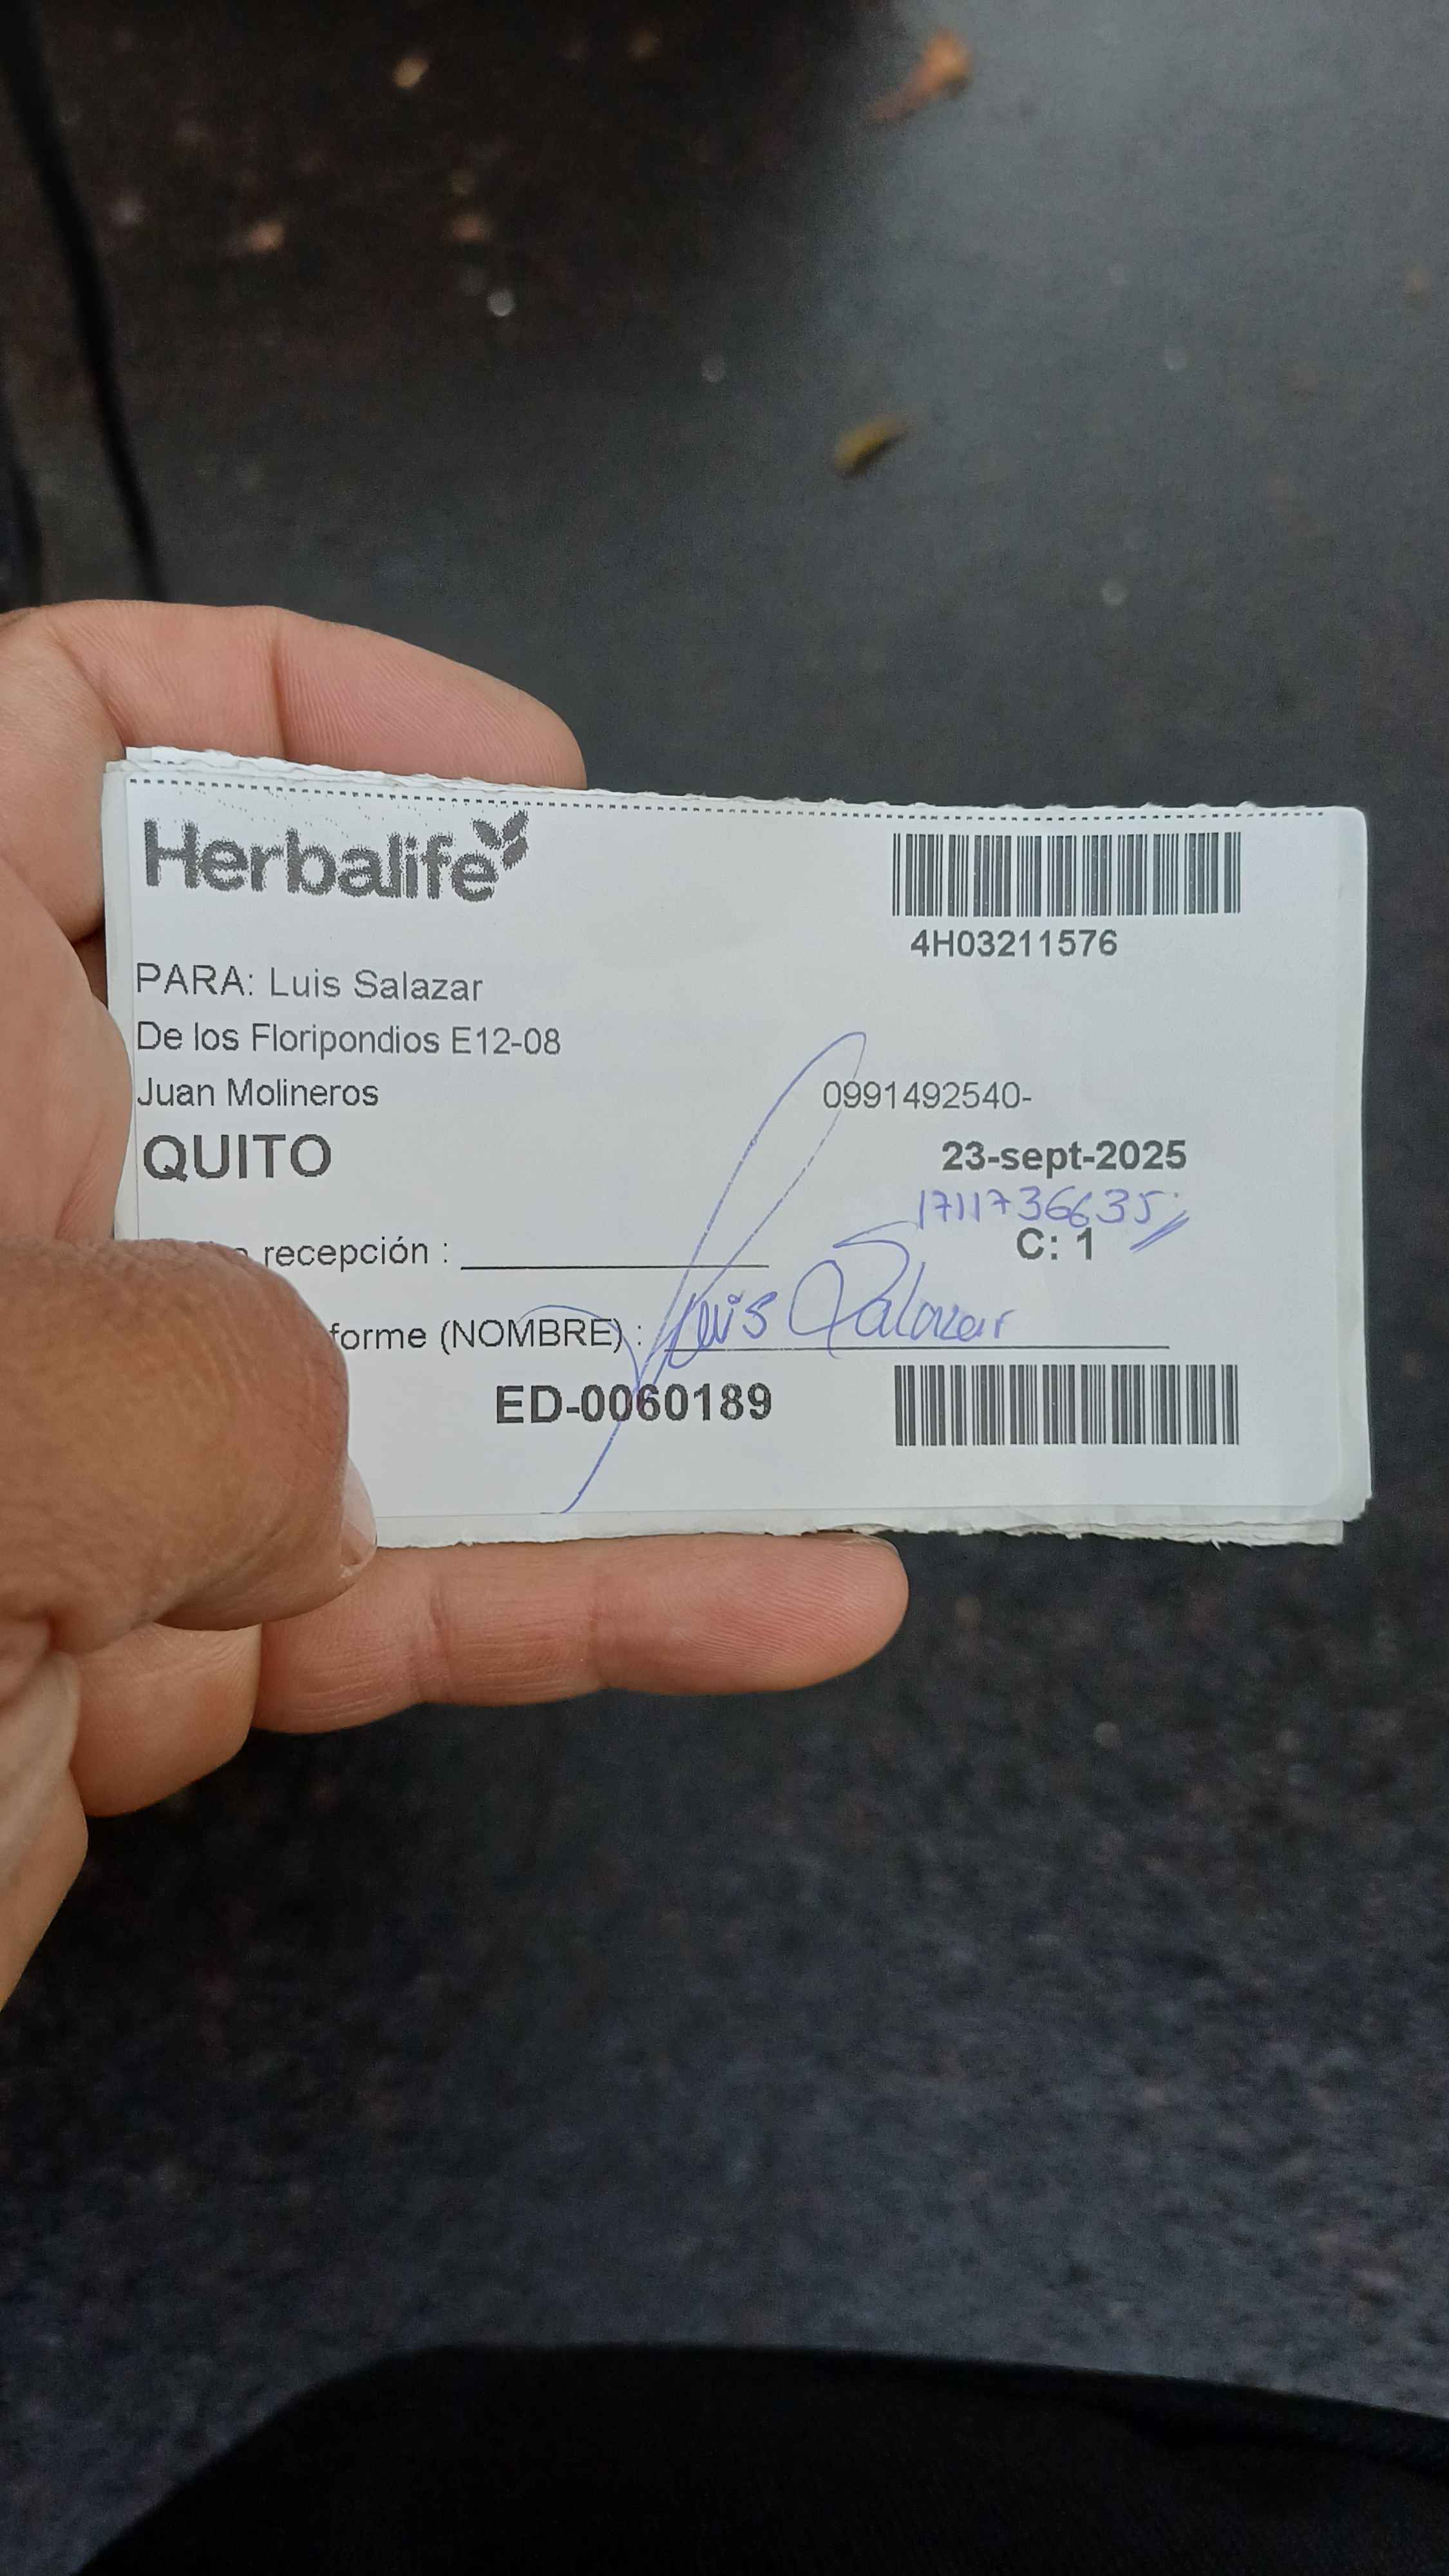 Herbalife
4H03211576
PARA: Luis Salazar
De los Floripondios E12-08
Juan Molineros 0991492540-
QUITO 23-sept-2025
1711736635
recepción : C: 1
forme (NOMBRE) : Luis Salazar
ED-0060189